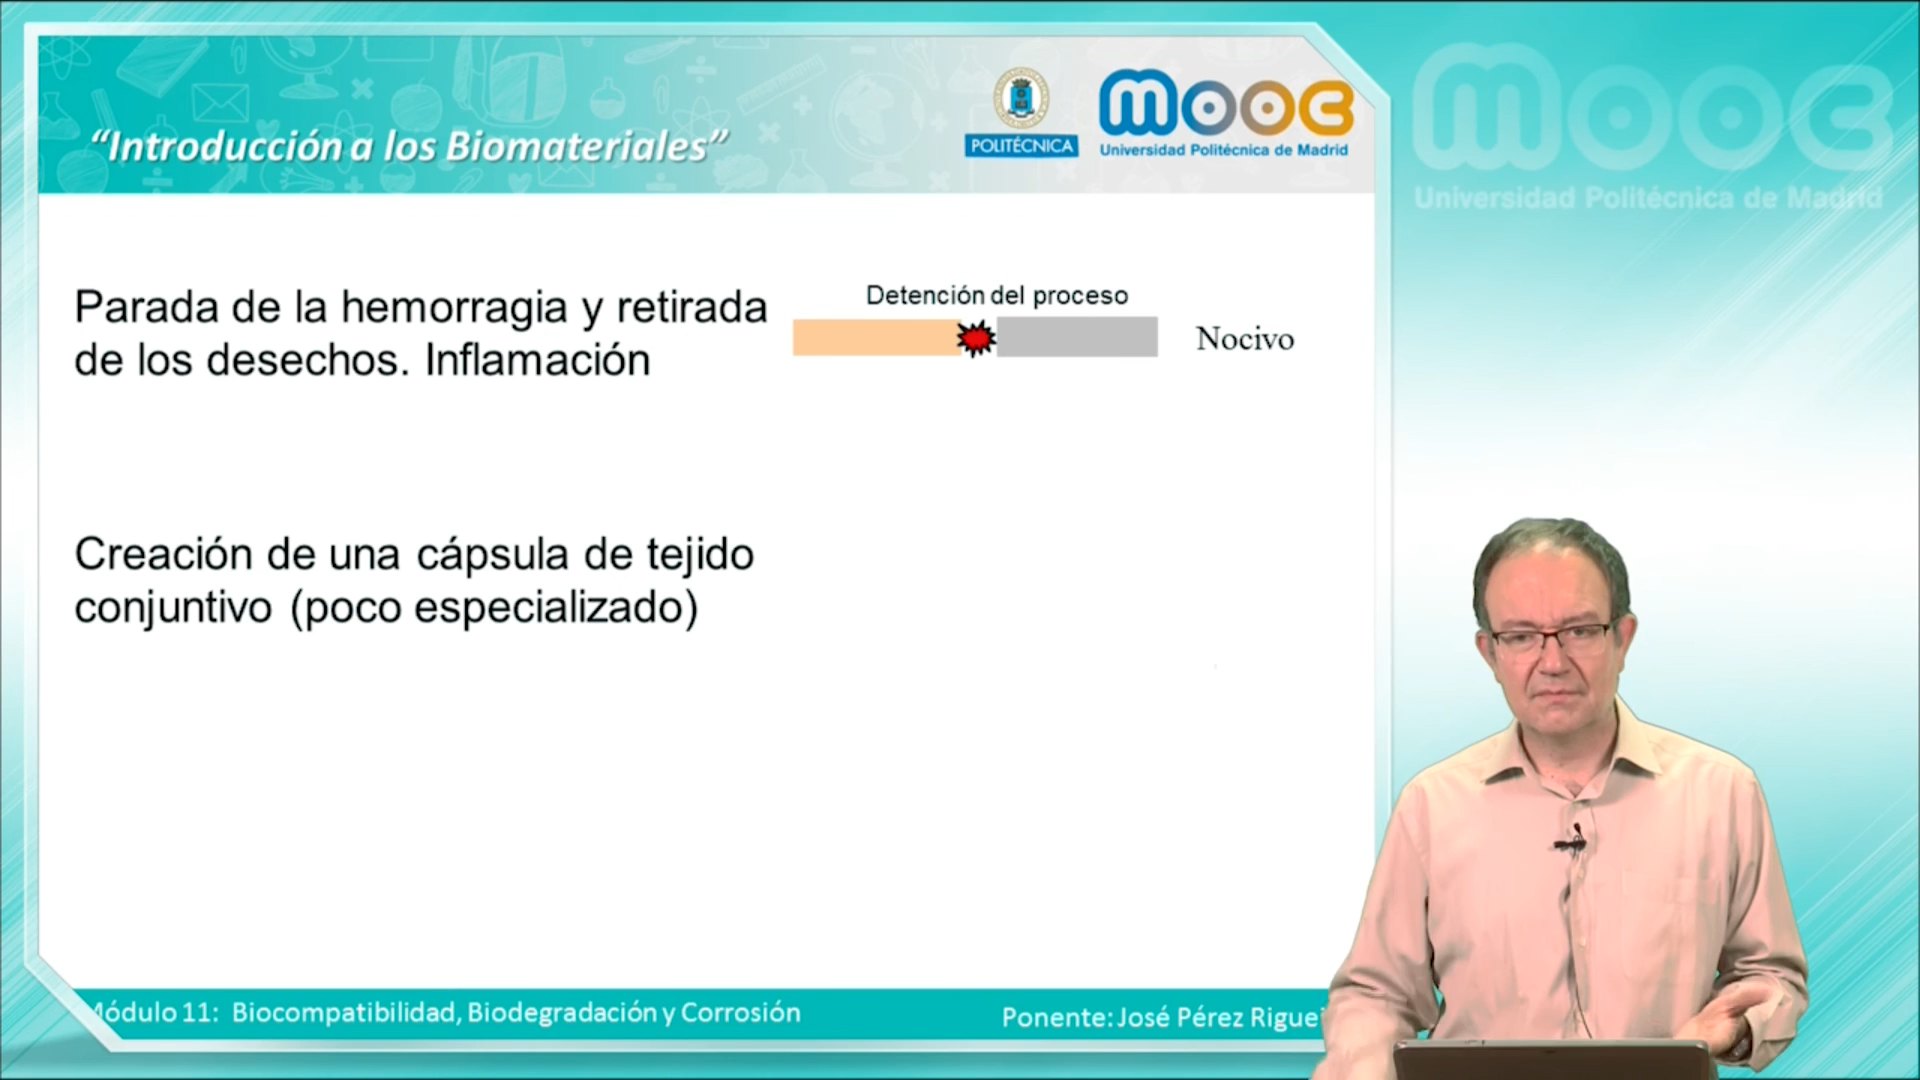 “Introducción a los Biomateriales”
POLITÉCNICA
mooc
Universidad Politécnica de Madrid
mooc
Universidad Politécnica de Madrid
Parada de la hemorragia y retirada
de los desechos. Inflamación
Detención del proceso
Nocivo
Creación de una cápsula de tejido
conjuntivo (poco especializado)
Módulo 11: Biocompatibilidad, Biodegradación y Corrosión
Ponente: José Pérez